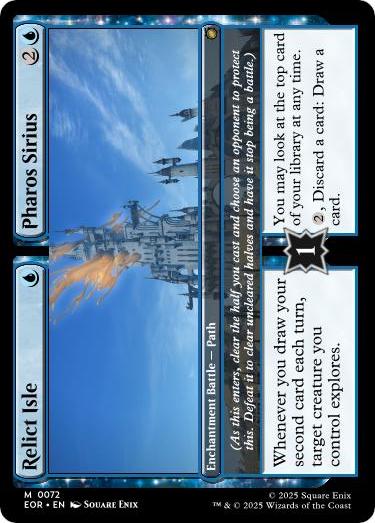 Relict Isle
Pharos Sirius 2
Enchantment Battle — Path
(As this enters, clear the half you cast and choose an opponent to protect
this. Defeat it to clear uncleared halves and have it stop being a battle.)
Whenever you draw your
second card each turn,
target creature you
control explores.
1
You may look at the top card
of your library at any time.
2, Discard a card: Draw a
card.
M 0072
EOR • EN SQUARE ENIX
© 2025 Square Enix
™ & © 2025 Wizards of the Coast